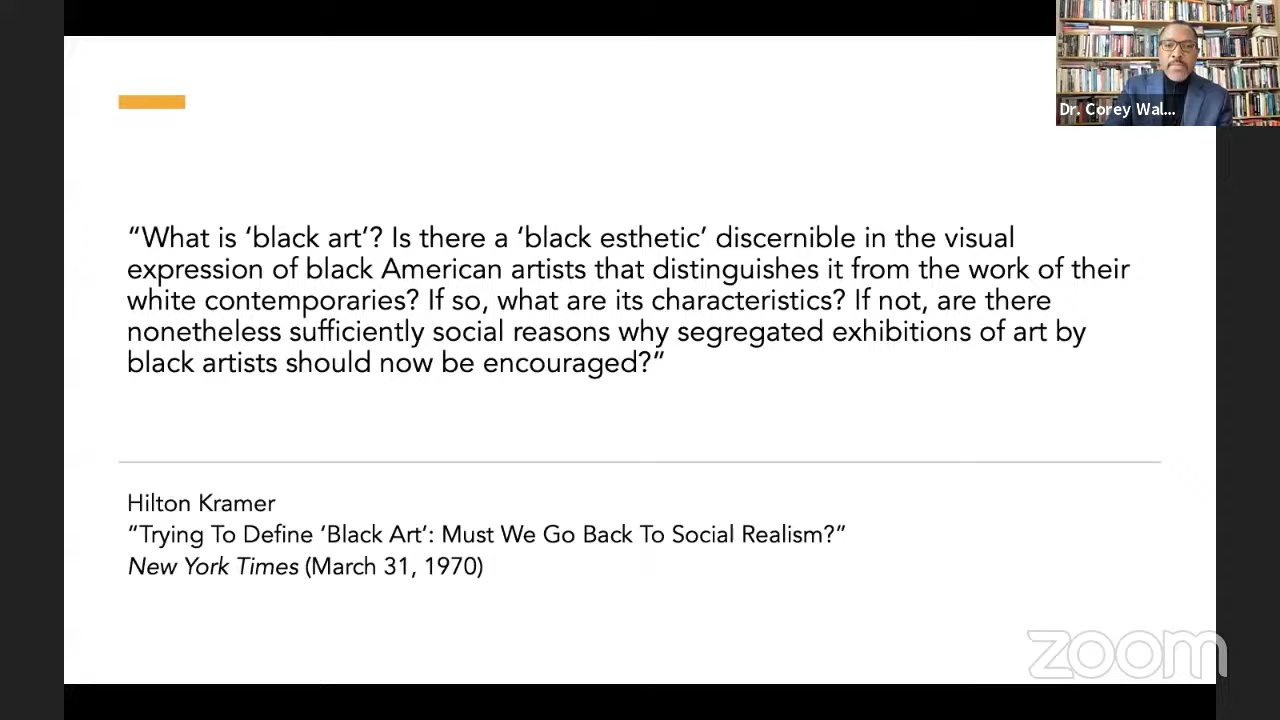 Dr. Corey Wal...
“What is ‘black art’? Is there a ‘black esthetic’ discernible in the visual
expression of black American artists that distinguishes it from the work of their
white contemporaries? If so, what are its characteristics? If not, are there
nonetheless sufficiently social reasons why segregated exhibitions of art by
black artists should now be encouraged?”
Hilton Kramer
“Trying To Define ‘Black Art’: Must We Go Back To Social Realism?”
New York Times (March 31, 1970)
zoom